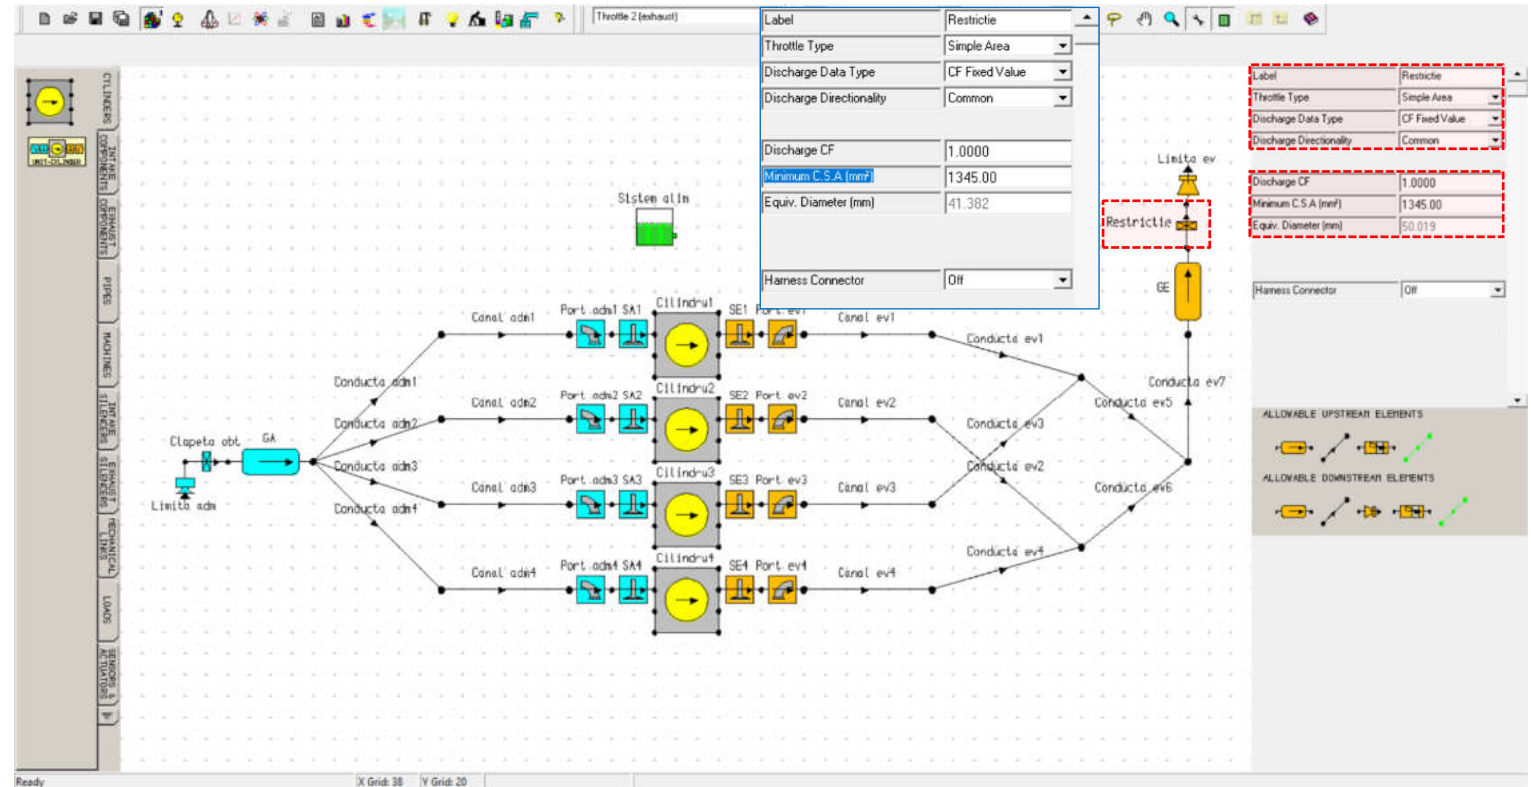 Throttle 2 (exhaust)
Label Restrictie
Throttle Type Simple Area
Discharge Data Type CF Fixed Value
Discharge Directionality Common
Discharge CF 1.0000
Minimum C.S.A (mm²) 1345.00
Equiv. Diameter (mm) 41.382
Harness Connector Off
Label Restrictie
Throttle Type Simple Area
Discharge Data Type CF Fixed Value
Discharge Directionality Common
Discharge CF 1.0000
Minimum C.S.A (mm²) 1345.00
Equiv. Diameter (mm) 50.019
Harness Connector Off
ALLOWABLE UPSTREAM ELEMENTS
ALLOWABLE DOWNSTREAM ELEMENTS
UNIT-CYLINDER
CYLINDERS
INTAKE COMPONENTS
EXHAUST COMPONENTS
PIPES
MACHINES
INTAKE SILENCERS
EXHAUST SILENCERS
MECHANICAL LINKS
LOADS
SENSORS & ACTUATORS
Limita ev
Restrictie
GE
Sistem alim
Canal adm1 Port adm1 SA1 Cilindru1 SE1 Port ev1 Canal ev1
Conducta ev1
Conducta adm1
Conducta ev7
Canal adm2 Port adm2 SA2 Cilindru2 SE2 Port ev2 Canal ev2
Conducta ev5
Conducta adm2
Conducta ev3
Clapeta obt GA
Conducta adm3
Conducta ev2
Canal adm3 Port adm3 SA3 Cilindru3 SE3 Port ev3 Canal ev3
Conducta ev6
Limita adm
Conducta adm4
Conducta ev4
Canal adm4 Port adm4 SA4 Cilindru4 SE4 Port ev4 Canal ev4
Ready X Grid: 38 Y Grid: 20